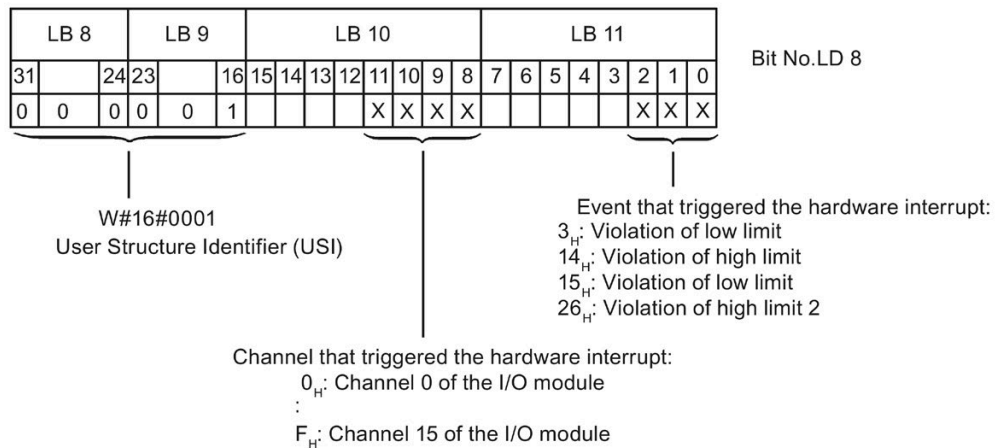 LB 8 LB 9 LB 10 LB 11
Bit No.LD 8
31 24 23 16 15 14 13 12 11 10 9 8 7 6 5 4 3 2 1 0
0 0 0 0 0 1 X X X X X X X
W#16#0001
User Structure Identifier (USI)
Event that triggered the hardware interrupt:
3H: Violation of low limit
14H: Violation of high limit
15H: Violation of low limit
26H: Violation of high limit 2
Channel that triggered the hardware interrupt:
0H: Channel 0 of the I/O module
:
FH: Channel 15 of the I/O module